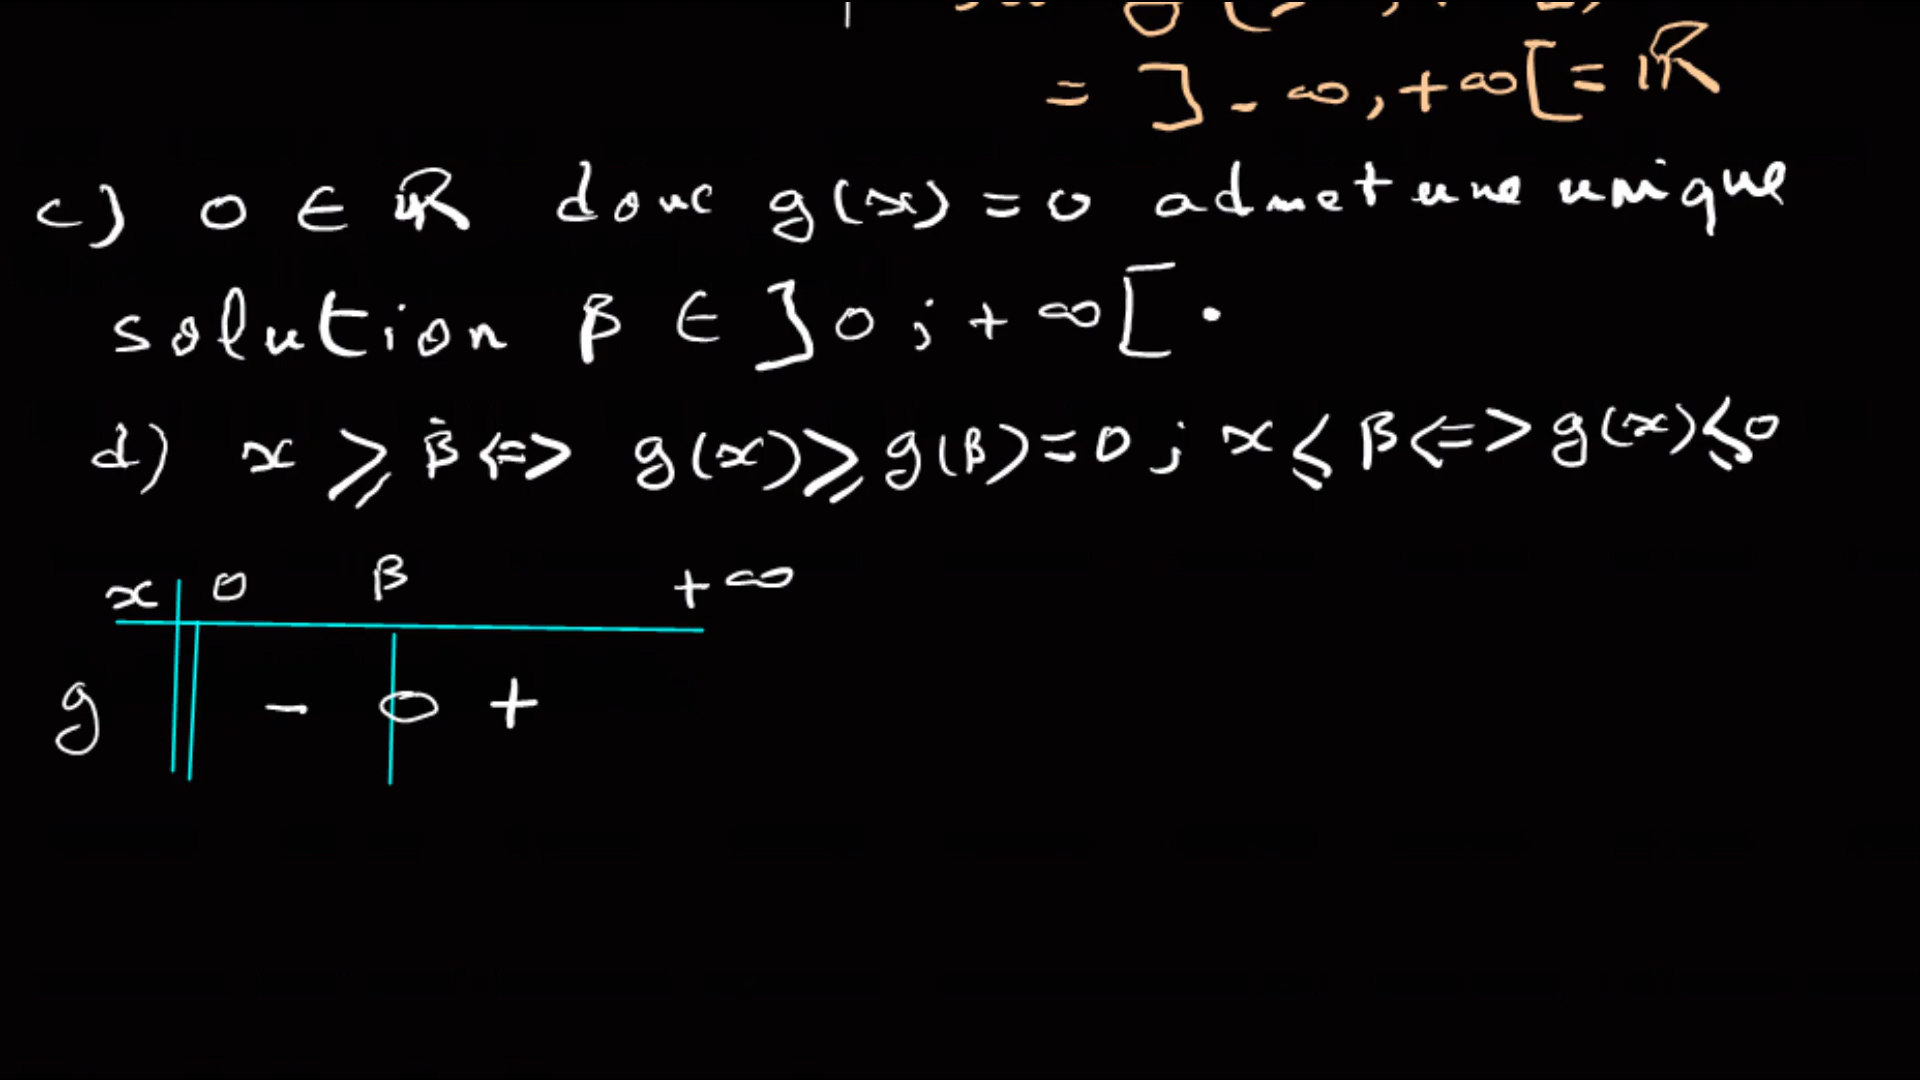 = ]-∞,+∞[ = ℝ
c) 0 ∈ ℝ donc g(x) = 0 admet une unique
solution β ∈ ]0 ; +∞[ .
d) x ⩾ β <=> g(x) ⩾ g(β) = 0 ; x ⩽ β <=> g(x) ⩽ 0
x 0 β +∞
g - 0 +